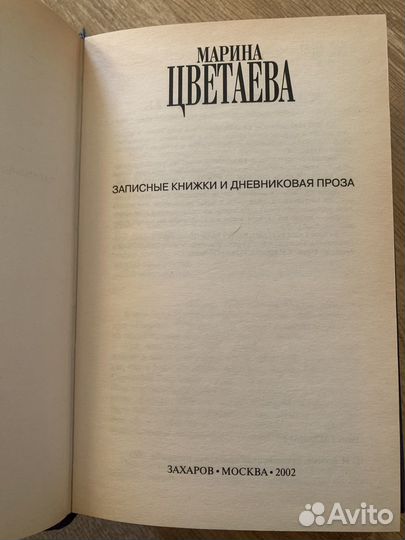 МАРИНА
ЦВЕТАЕВА
ЗАПИСНЫЕ КНИЖКИ И ДНЕВНИКОВАЯ ПРОЗА
ЗАХАРОВ • МОСКВА • 2002
Avito